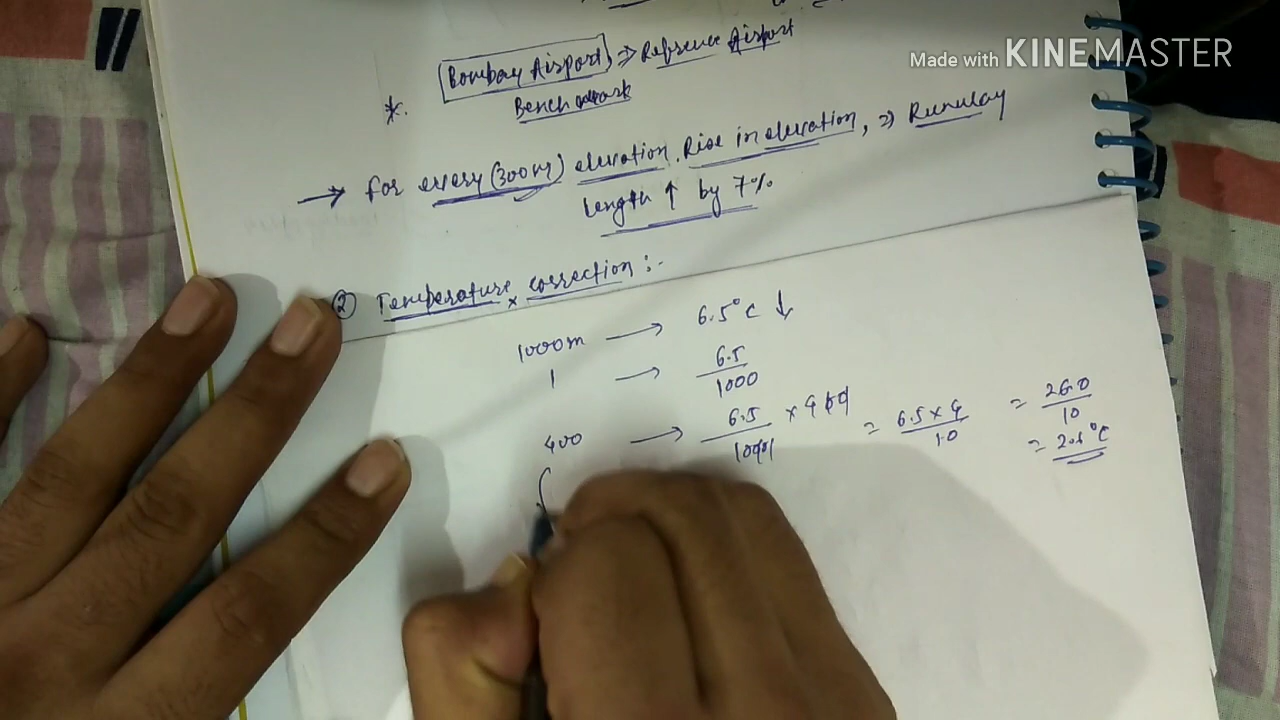 Made with KINEMASTER
[Bombay Airport] ⇒ Refrence Airport
*. Bench mark
→ for every (300m) elevation. Rise in elevation, ⇒ Runway
length ↑ by 7%
② Temperature correction :-
1000m → 6.5°C ↓
1 → 6.5/1000
400 → 6.5/1000 × 400 = 6.5×4/10 = 26.0/10
= 2.6°C